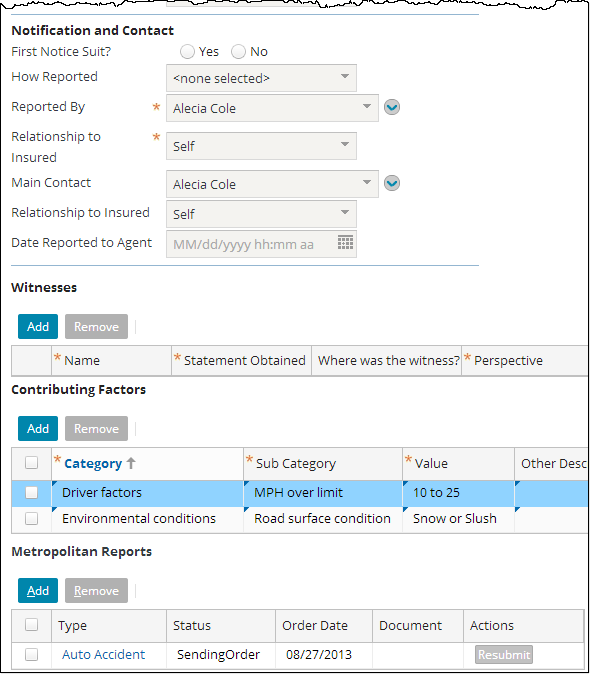 Notification and Contact
First Notice Suit? Yes No
How Reported <none selected>
Reported By * Alecia Cole
Relationship to * Self
Insured
Main Contact Alecia Cole
Relationship to Insured Self
Date Reported to Agent MM/dd/yyyy hh:mm aa
Witnesses
Add Remove
* Name * Statement Obtained Where was the witness? * Perspective
Contributing Factors
Add Remove
* Category * Sub Category * Value Other Desc
Driver factors MPH over limit 10 to 25
Environmental conditions Road surface condition Snow or Slush
Metropolitan Reports
Add Remove
Type Status Order Date Document Actions
Auto Accident SendingOrder 08/27/2013 Resubmit